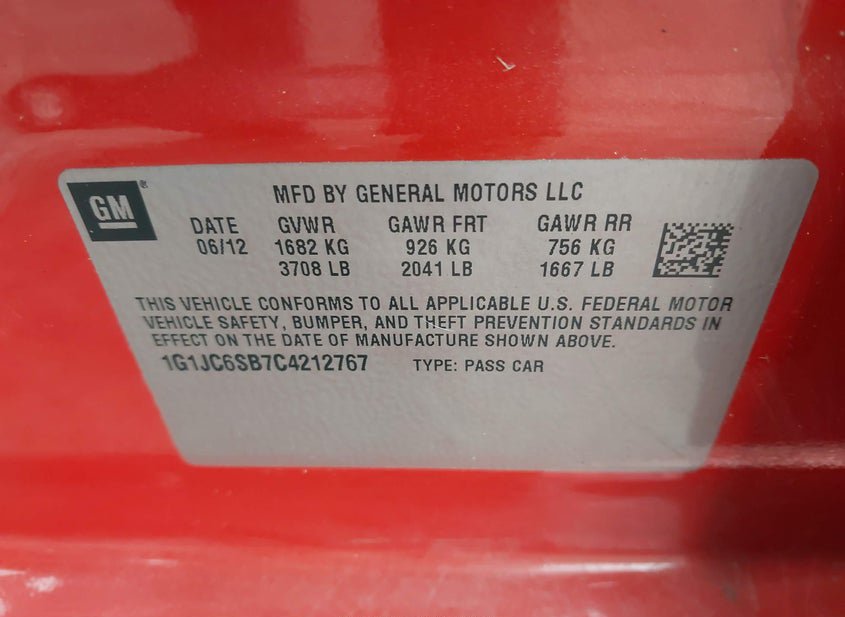 GM®
MFD BY GENERAL MOTORS LLC
DATE GVWR GAWR FRT GAWR RR
06/12 1682 KG 926 KG 756 KG
3708 LB 2041 LB 1667 LB
THIS VEHICLE CONFORMS TO ALL APPLICABLE U.S. FEDERAL MOTOR
VEHICLE SAFETY, BUMPER, AND THEFT PREVENTION STANDARDS IN
EFFECT ON THE DATE OF MANUFACTURE SHOWN ABOVE.
1G1JC6SB7C4212767 TYPE: PASS CAR